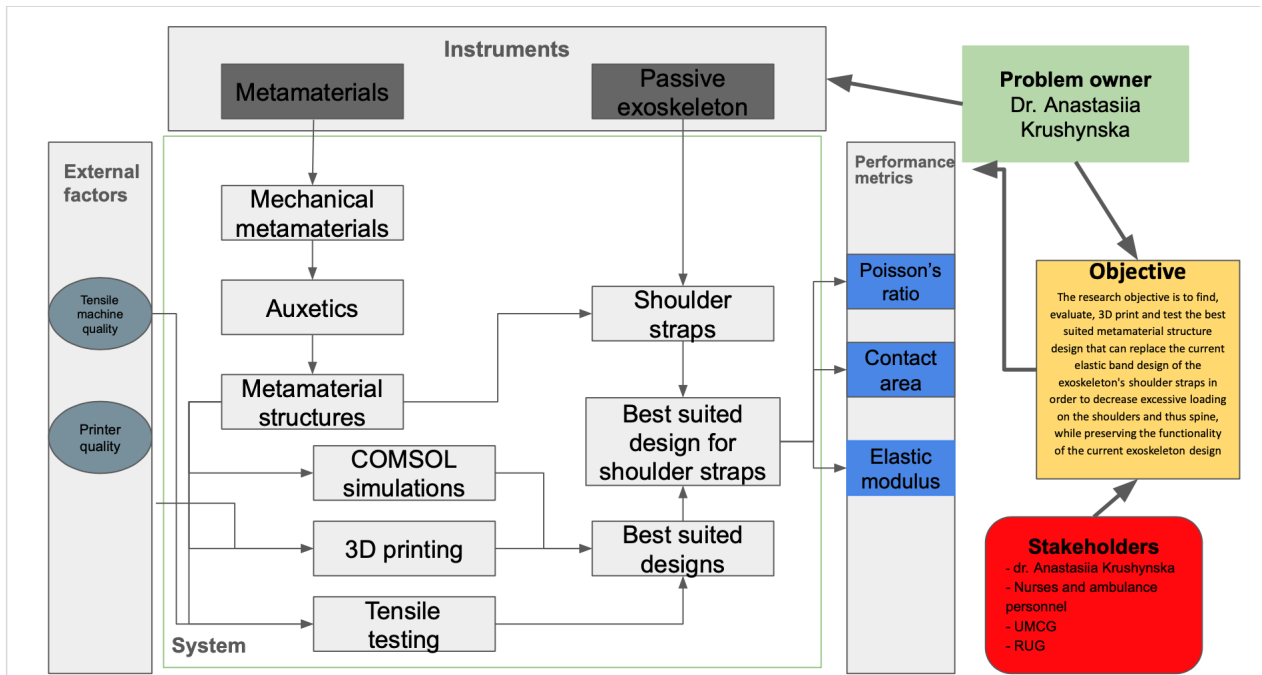 Instruments
Metamaterials
Passive
exoskeleton
Problem owner
Dr. Anastasiia
Krushynska
External
factors
Tensile
machine
quality
Printer
quality
Mechanical
metamaterials
Auxetics
Metamaterial
structures
COMSOL
simulations
3D printing
Tensile
testing
System
Shoulder
straps
Best suited
design for
shoulder straps
Best suited
designs
Performance
metrics
Poisson's
ratio
Contact
area
Elastic
modulus
Objective
The research objective is to find,
evaluate, 3D print and test the best
suited metamaterial structure
design that can replace the current
elastic band design of the
exoskeleton's shoulder straps in
order to decrease excessive loading
on the shoulders and thus spine,
while preserving the functionality
of the current exoskeleton design
Stakeholders
- dr. Anastasiia Krushynska
- Nurses and ambulance
personnel
- UMCG
- RUG